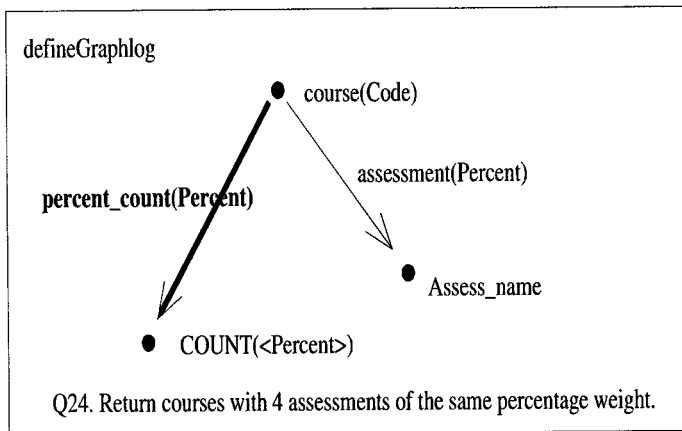 defineGraphlog
course(Code)
assessment(Percent)
percent_count(Percent)
Assess_name
COUNT(<Percent>)
Q24. Return courses with 4 assessments of the same percentage weight.